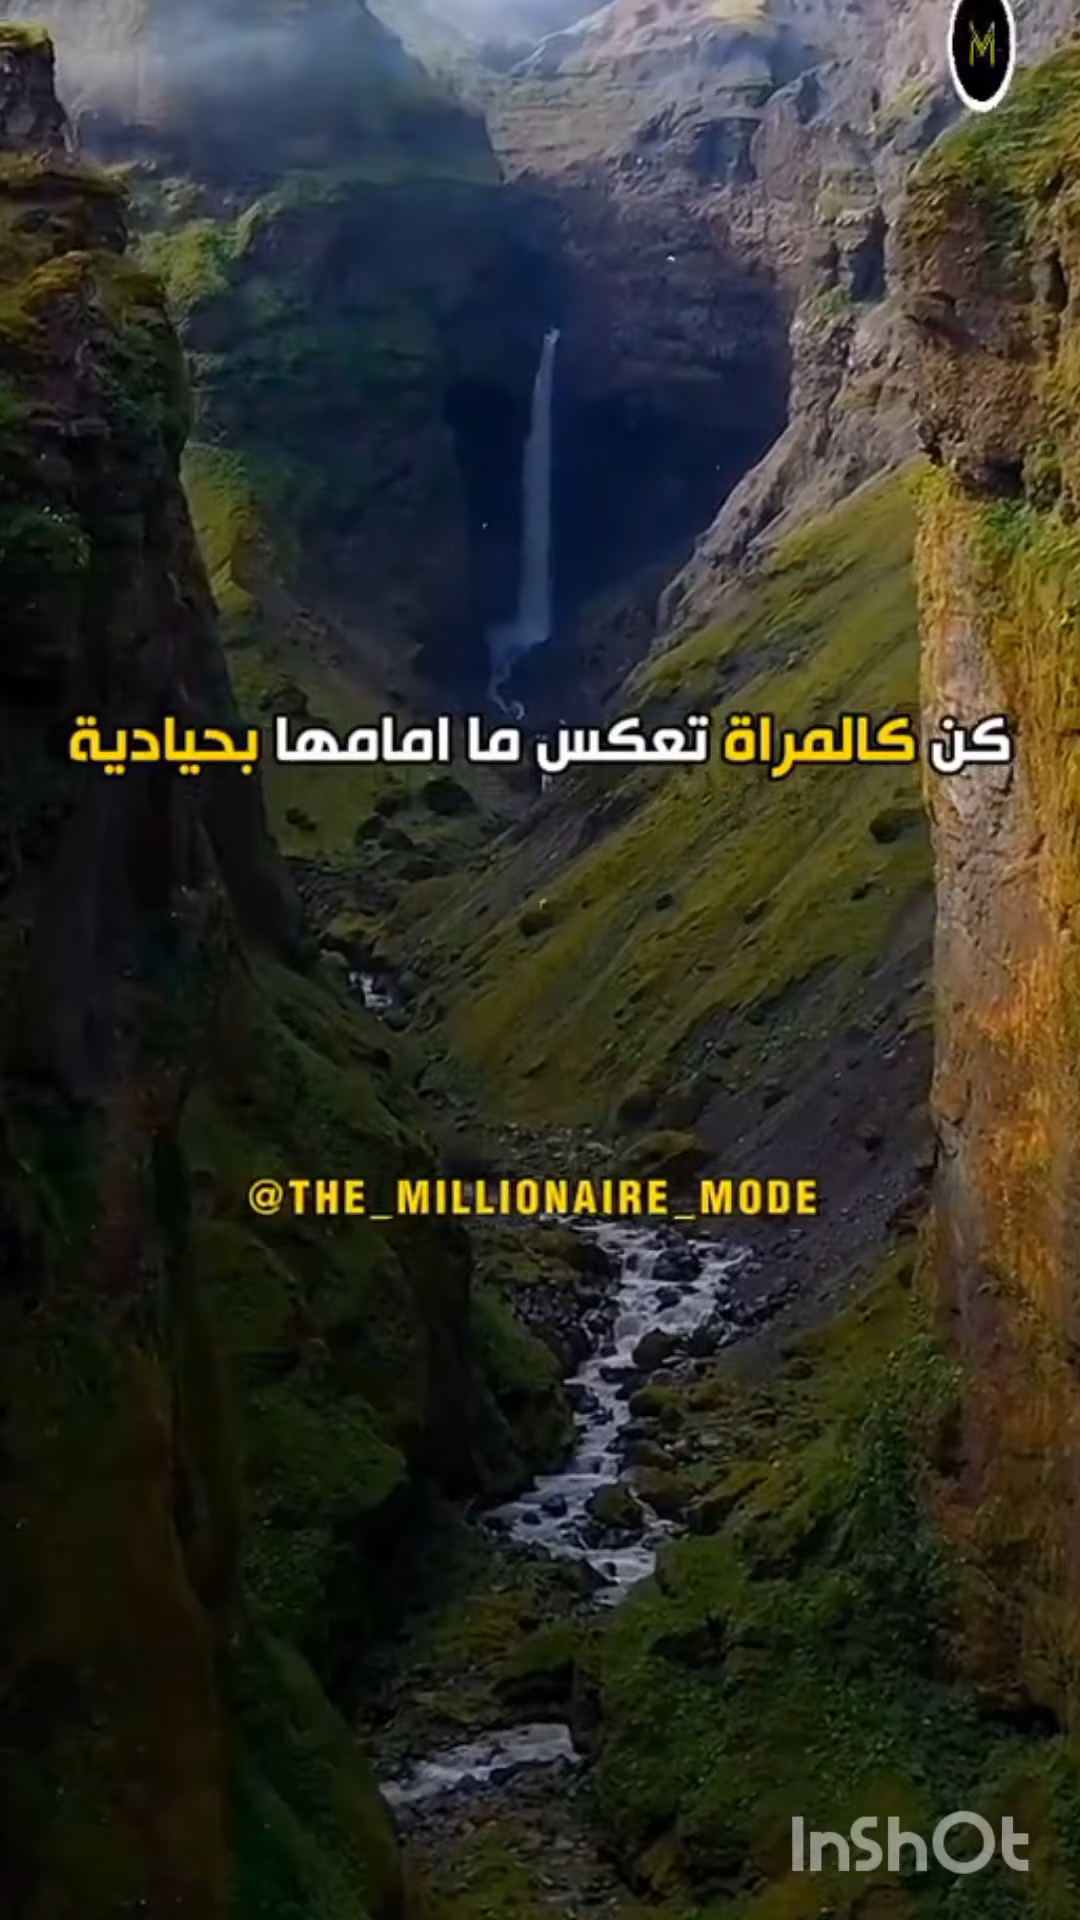 M
كن كالمراة تعكس ما امامها بحيادية
@THE_MILLIONAIRE_MODE
InShOt